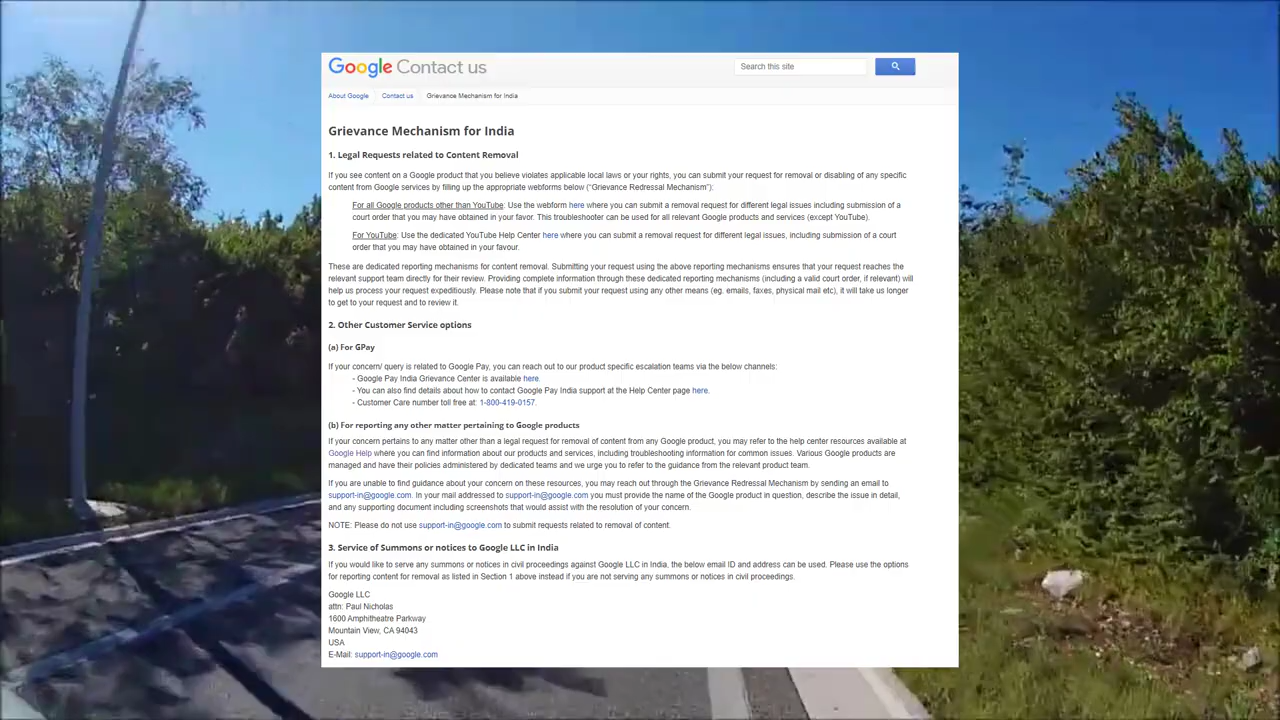 Google Contact us
Search this site
About Google Contact us Grievance Mechanism for India
Grievance Mechanism for India
1. Legal Requests related to Content Removal
If you see content on a Google product that you believe violates applicable local laws or your rights, you can submit your request for removal or disabling of any specific
content from Google services by filling up the appropriate webforms below (“Grievance Redressal Mechanism”):
For all Google products other than YouTube: Use the webform here where you can submit a removal request for different legal issues including submission of a
court order that you may have obtained in your favor. This troubleshooter can be used for all relevant Google products and services (except YouTube).
For YouTube: Use the dedicated YouTube Help Center here where you can submit a removal request for different legal issues, including submission of a court
order that you may have obtained in your favour.
These are dedicated reporting mechanisms for content removal. Submitting your request using the above reporting mechanisms ensures that your request reaches the
relevant support team directly for their review. Providing complete information through these dedicated reporting mechanisms (including a valid court order, if relevant) will
help us process your request expeditiously. Please note that if you submit your request using any other means (eg. emails, faxes, physical mail etc), it will take us longer
to get to your request and to review it.
2. Other Customer Service options
(a) For GPay
If your concern/ query is related to Google Pay, you can reach out to our product specific escalation teams via the below channels:
- Google Pay India Grievance Center is available here.
- You can also find details about how to contact Google Pay India support at the Help Center page here.
- Customer Care number toll free at: 1-800-419-0157.
(b) For reporting any other matter pertaining to Google products
If your concern pertains to any matter other than a legal request for removal of content from any Google product, you may refer to the help center resources available at
Google Help where you can find information about our products and services, including troubleshooting information for common issues. Various Google products are
managed and have their policies administered by dedicated teams and we urge you to refer to the guidance from the relevant product team.
If you are unable to find guidance about your concern on these resources, you may reach out through the Grievance Redressal Mechanism by sending an email to
support-in@google.com. In your mail addressed to support-in@google.com you must provide the name of the Google product in question, describe the issue in detail,
and any supporting document including screenshots that would assist with the resolution of your concern.
NOTE: Please do not use support-in@google.com to submit requests related to removal of content.
3. Service of Summons or notices to Google LLC in India
If you would like to serve any summons or notices in civil proceedings against Google LLC in India, the below email ID and address can be used. Please use the options
for reporting content for removal as listed in Section 1 above instead if you are not serving any summons or notices in civil proceedings.
Google LLC
attn: Paul Nicholas
1600 Amphitheatre Parkway
Mountain View, CA 94043
USA
E-Mail: support-in@google.com